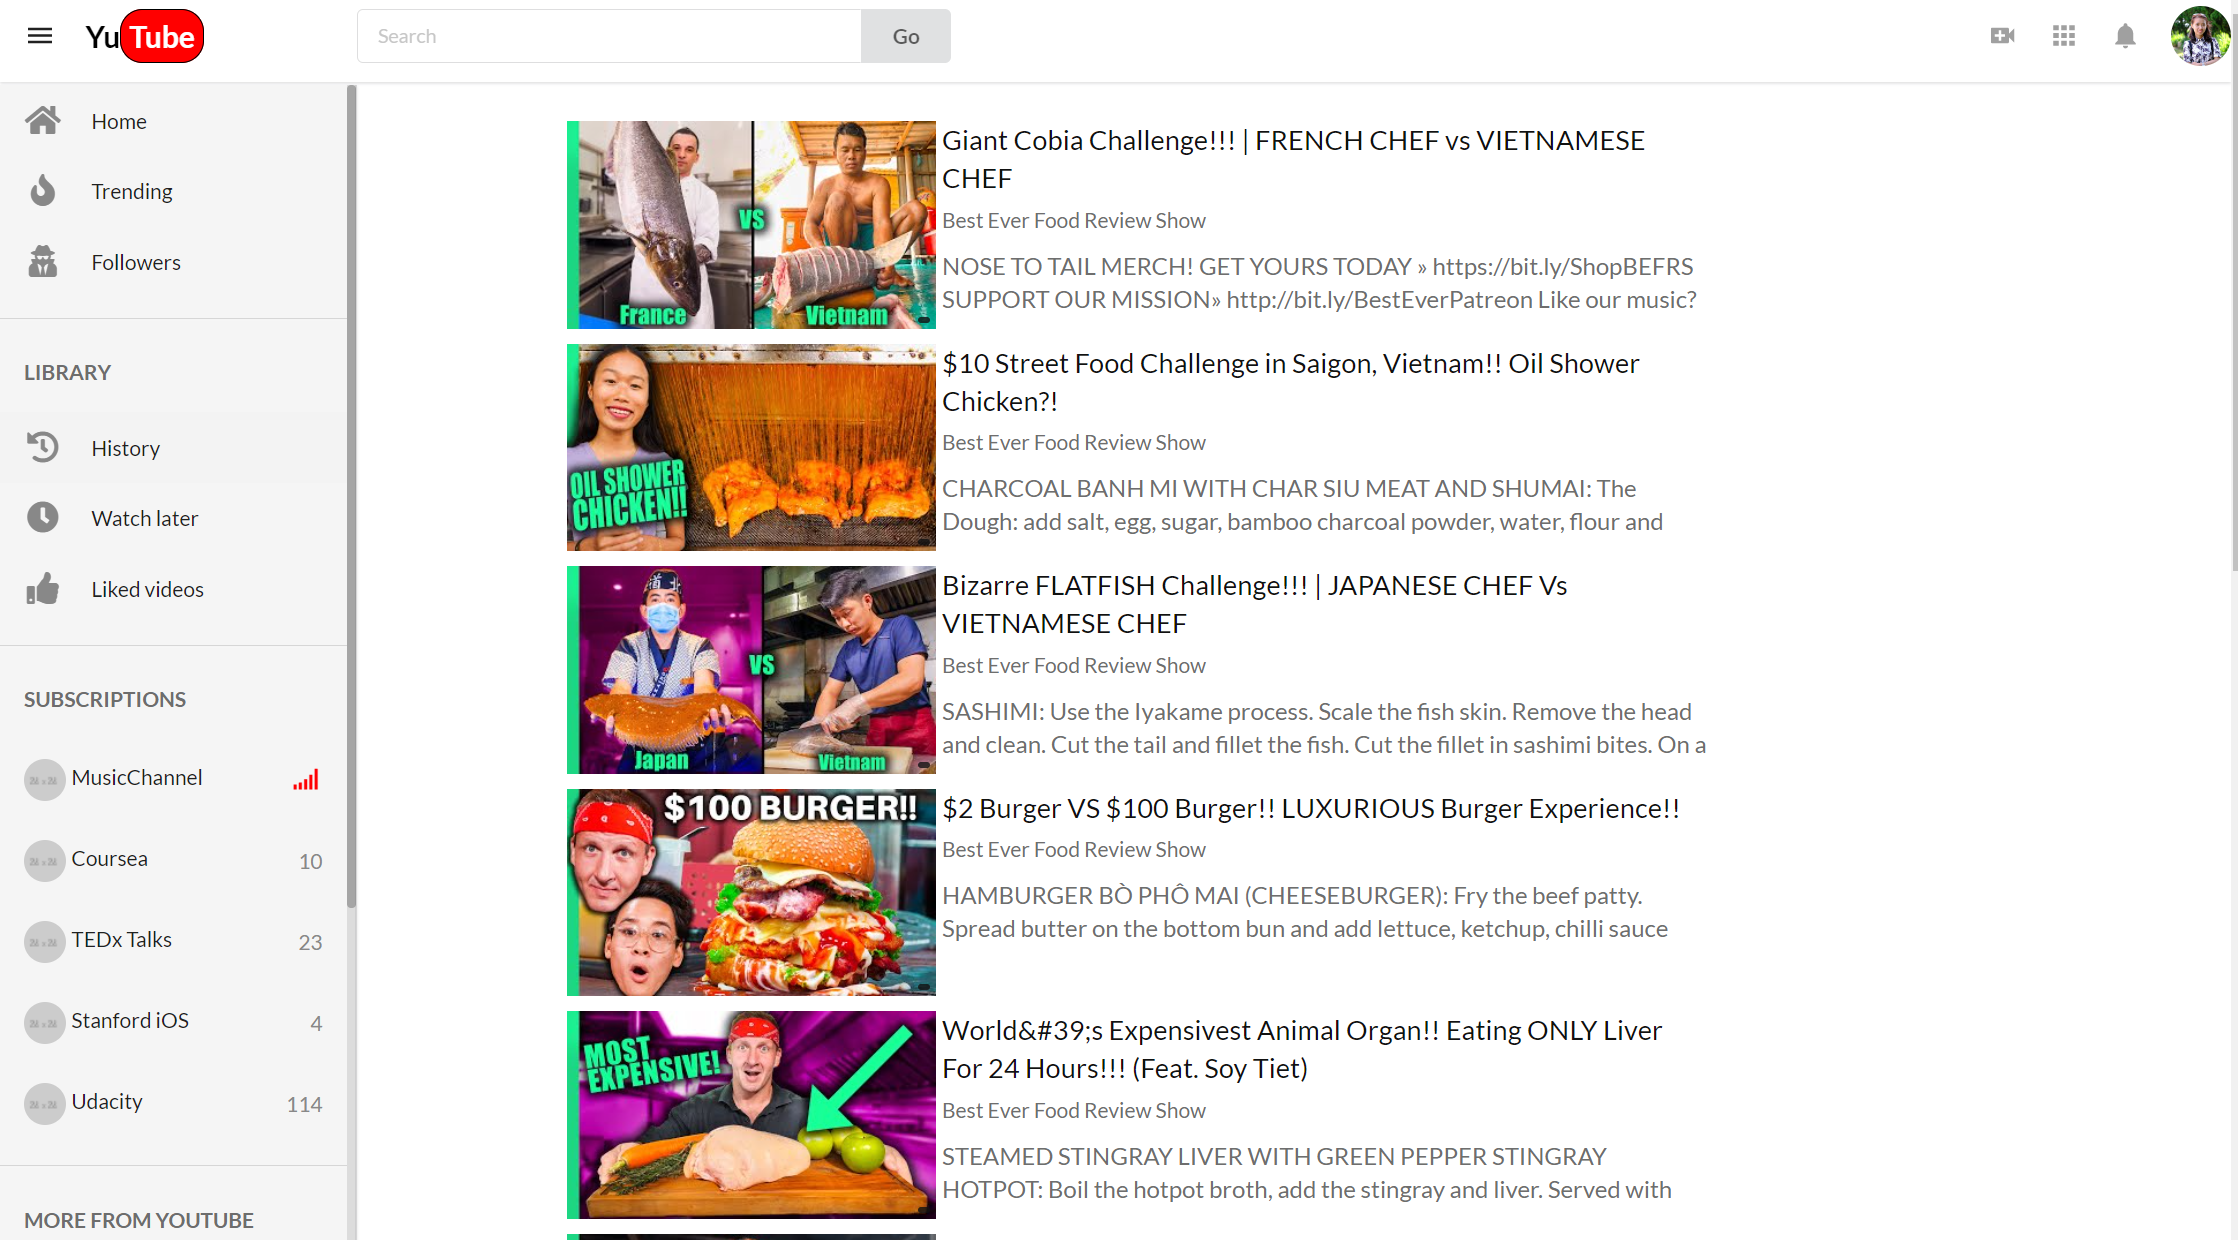 YuTube
Search
Go
Home
Trending
Followers
LIBRARY
History
Watch later
Liked videos
SUBSCRIPTIONS
MusicChannel
Coursea 10
TEDx Talks 23
Stanford iOS 4
Udacity 114
MORE FROM YOUTUBE
VS
France
Vietnam
Giant Cobia Challenge!!! | FRENCH CHEF vs VIETNAMESE
CHEF
Best Ever Food Review Show
NOSE TO TAIL MERCH! GET YOURS TODAY » https://bit.ly/ShopBEFRS
SUPPORT OUR MISSION» http://bit.ly/BestEverPatreon Like our music?
OIL SHOWER
CHICKEN!!
$10 Street Food Challenge in Saigon, Vietnam!! Oil Shower
Chicken?!
Best Ever Food Review Show
CHARCOAL BANH MI WITH CHAR SIU MEAT AND SHUMAI: The
Dough: add salt, egg, sugar, bamboo charcoal powder, water, flour and
VS
Japan
Vietnam
Bizarre FLATFISH Challenge!!! | JAPANESE CHEF Vs
VIETNAMESE CHEF
Best Ever Food Review Show
SASHIMI: Use the Iyakame process. Scale the fish skin. Remove the head
and clean. Cut the tail and fillet the fish. Cut the fillet in sashimi bites. On a
$100 BURGER!!
$2 Burger VS $100 Burger!! LUXURIOUS Burger Experience!!
Best Ever Food Review Show
HAMBURGER BÒ PHÔ MAI (CHEESEBURGER): Fry the beef patty.
Spread butter on the bottom bun and add lettuce, ketchup, chilli sauce
MOST
EXPENSIVE!
World&#39;s Expensivest Animal Organ!! Eating ONLY Liver
For 24 Hours!!! (Feat. Soy Tiet)
Best Ever Food Review Show
STEAMED STINGRAY LIVER WITH GREEN PEPPER STINGRAY
HOTPOT: Boil the hotpot broth, add the stingray and liver. Served with